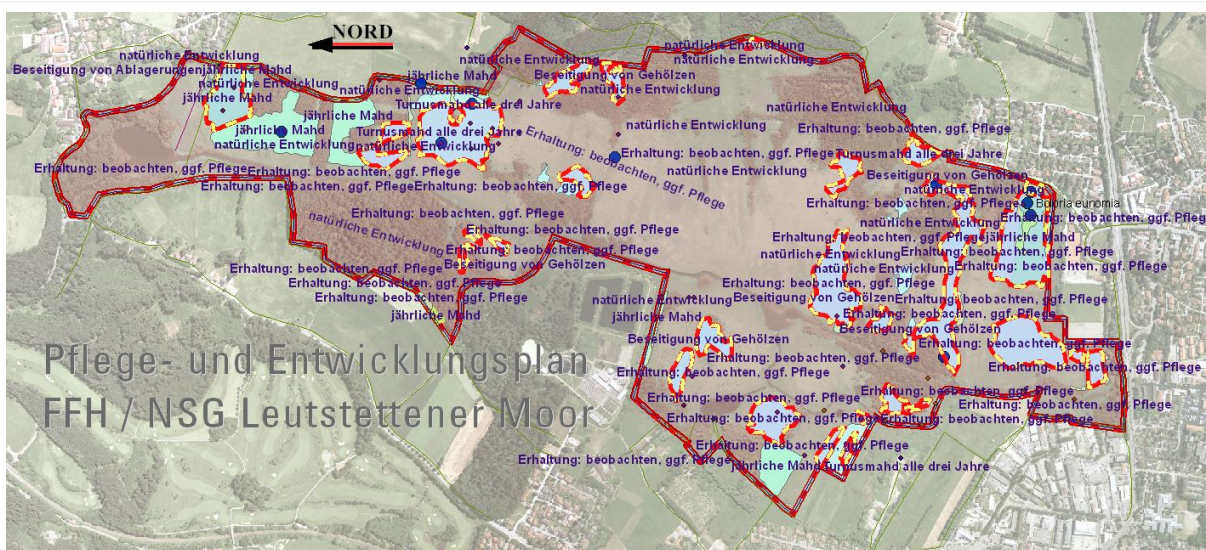 NORD
natürliche Entwicklung
natürliche Entwicklung
natürliche Entwicklung
natürliche Entwicklung
natürliche Entwicklung
Beseitigung von Ablagerungen
jährliche Mahd
jährliche Mahd
Beseitigung von Gehölzen
natürliche Entwicklung
natürliche Entwicklung
natürliche Entwicklung
jährliche Mahd
Turnusmahd alle drei Jahre
natürliche Entwicklung
jährliche Mahd
natürliche Entwicklung
jährliche Mahd
Turnusmahd alle drei Jahre
Erhaltung: beobachten, ggf. Pflege
natürliche Entwicklung
natürliche Entwicklung
Erhaltung: beobachten, ggf. Pflege
Erhaltung: beobachten, ggf. Pflege
Turnusmahd alle drei Jahre
Erhaltung: beobachten, ggf. Pflege
Erhaltung: beobachten, ggf. Pflege
natürliche Entwicklung
Beseitigung von Gehölzen
Erhaltung: beobachten, ggf. Pflege
Erhaltung: beobachten, ggf. Pflege
natürliche Entwicklung
Erhaltung: beobachten, ggf. Pflege
natürliche Entwicklung
Erhaltung: beobachten, ggf. Pflege
natürliche Entwicklung
Erhaltung: beobachten, ggf. Pflege
Erhaltung: beobachten, ggf. Pflege
Erhaltung: beobachten, ggf. Pflege
jährliche Mahd
Erhaltung: beobachten, ggf. Pflege
natürliche Entwicklung
Erhaltung: beobachten, ggf. Pflege
Erhaltung: beobachten, ggf. Pflege
Beseitigung von Gehölzen
natürliche Entwicklung
Erhaltung: beobachten, ggf. Pflege
Erhaltung: beobachten, ggf. Pflege
Erhaltung: beobachten, ggf. Pflege
natürliche Entwicklung
Beseitigung von Gehölzen
Erhaltung: beobachten, ggf. Pflege
jährliche Mahd
jährliche Mahd
Erhaltung: beobachten, ggf. Pflege
Beseitigung von Gehölzen
Beseitigung von Gehölzen
Erhaltung: beobachten, ggf. Pflege
Pflege- und Entwicklungsplan
FFH / NSG Leutstettener Moor
Erhaltung: beobachten, ggf. Pflege
Erhaltung: beobachten, ggf. Pflege
Erhaltung: beobachten, ggf. Pflege
Erhaltung: beobachten, ggf. Pflege
Erhaltung: beobachten, ggf. Pflege
Erhaltung: beobachten, ggf. Pflege
Erhaltung: beobachten, ggf. Pflege
Erhaltung: beobachten, ggf. Pflege
Erhaltung: beobachten, ggf. Pflege
Erhaltung: beobachten, ggf. Pflege
jährliche Mahd
Turnusmahd alle drei Jahre